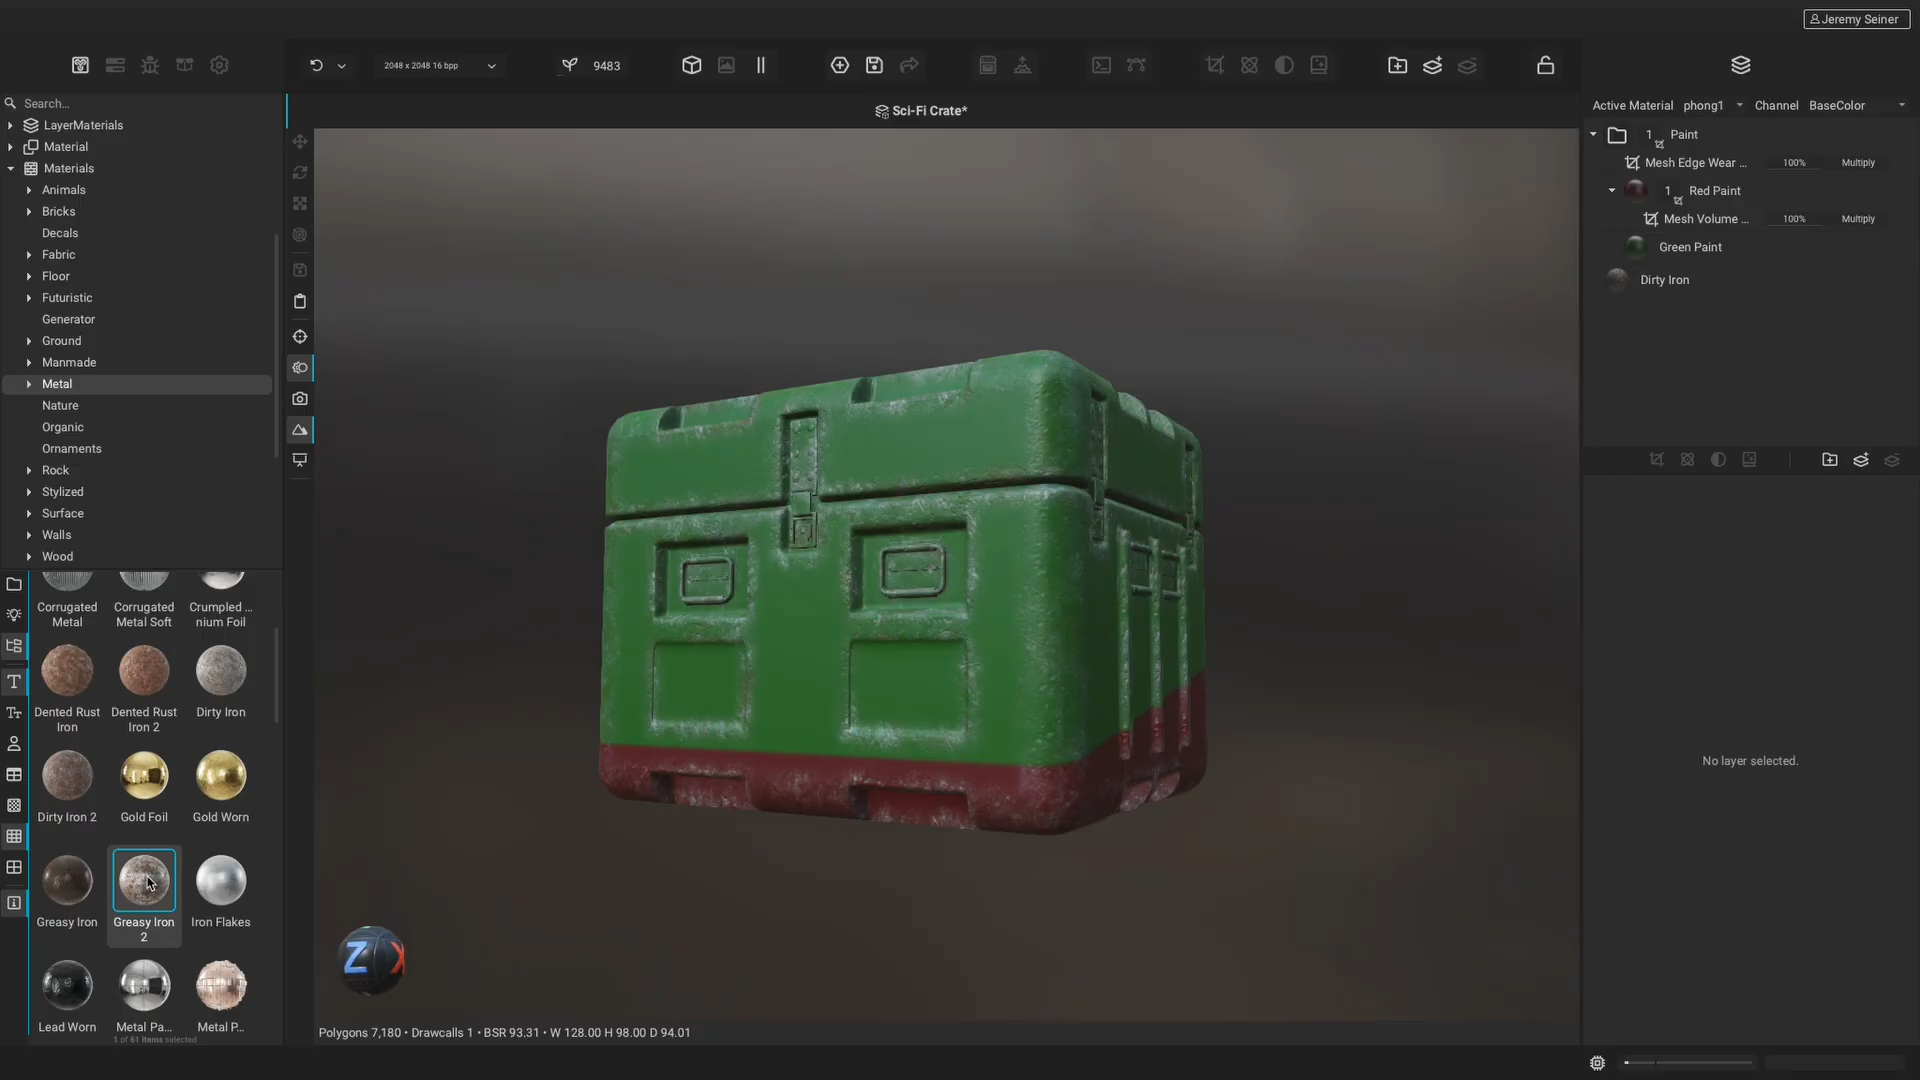 Jeremy Seiner
2048 x 2048 16 bpp
9483
Search...
Sci-Fi Crate*
Active Material phong1 Channel BaseColor
LayerMaterials
Material
Materials
Animals
Bricks
Decals
Fabric
Floor
Futuristic
Generator
Ground
Manmade
Metal
Nature
Organic
Ornaments
Rock
Stylized
Surface
Walls
Wood
1 Paint
Mesh Edge Wear ... 100% Multiply
1 Red Paint
Mesh Volume ... 100% Multiply
Green Paint
Dirty Iron
Corrugated Metal
Corrugated Metal Soft
Crumpled ... nium Foil
Dented Rust Iron
Dented Rust Iron 2
Dirty Iron
Dirty Iron 2
Gold Foil
Gold Worn
Greasy Iron
Greasy Iron 2
Iron Flakes
Lead Worn
Metal Pa...
Metal P...
1 of 61 items selected
No layer selected.
Z X
Polygons 7,180 • Drawcalls 1 • BSR 93.31 • W 128.00 H 98.00 D 94.01